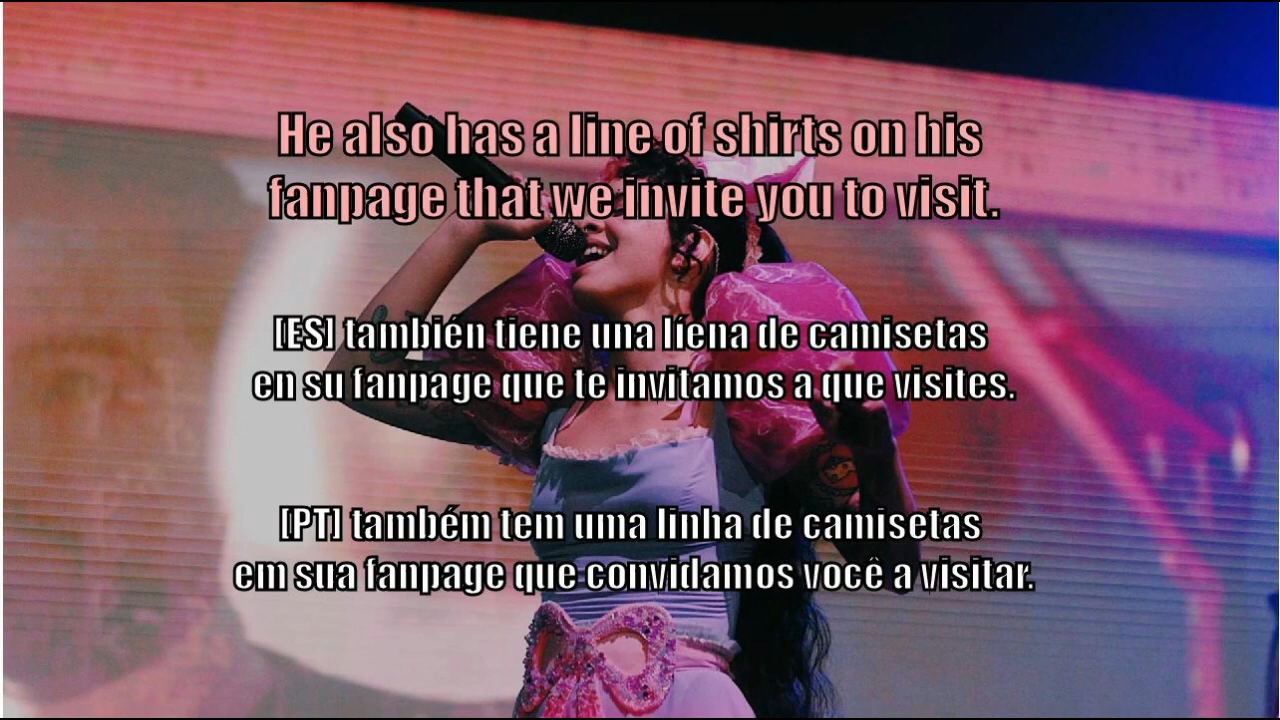 He also has a line of shirts on his
fanpage that we invite you to visit.
[ES] también tiene una líena de camisetas
en su fanpage que te invitamos a que visites.
[PT] também tem uma linha de camisetas
em sua fanpage que convidamos você a visitar.